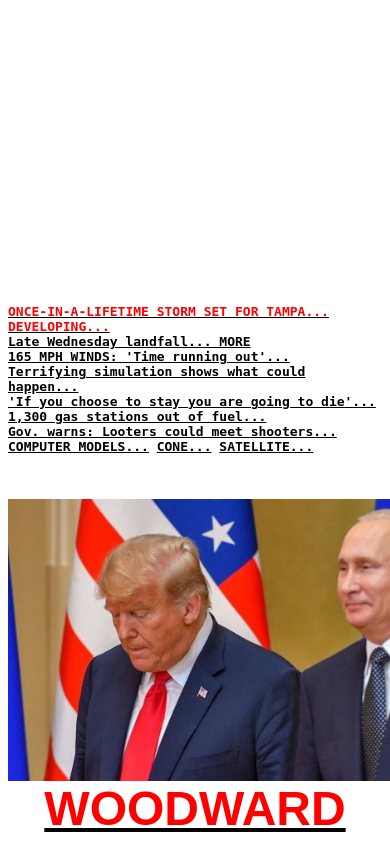 ONCE-IN-A-LIFETIME STORM SET FOR TAMPA...
DEVELOPING...
Late Wednesday landfall... MORE
165 MPH WINDS: 'Time running out'...
Terrifying simulation shows what could
happen...
'If you choose to stay you are going to die'...
1,300 gas stations out of fuel...
Gov. warns: Looters could meet shooters...
COMPUTER MODELS... CONE... SATELLITE...
WOODWARD